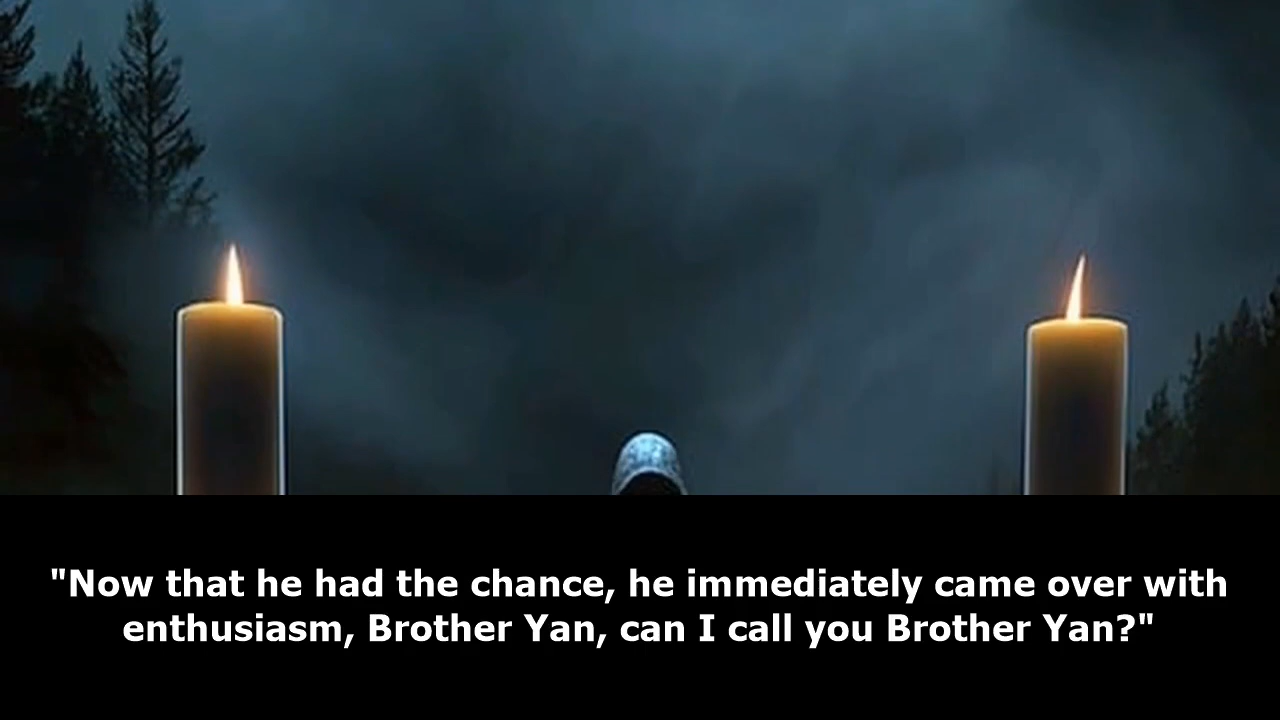 "Now that he had the chance, he immediately came over with
enthusiasm, Brother Yan, can I call you Brother Yan?"